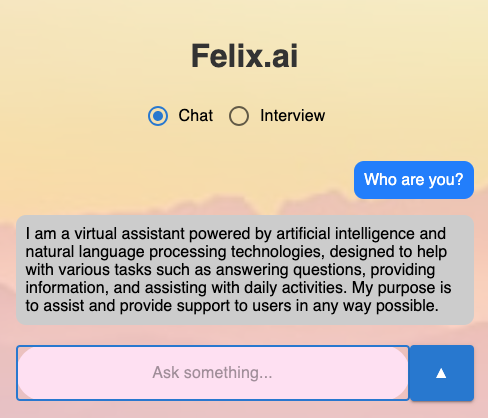 Felix.ai
Chat Interview
Who are you?
I am a virtual assistant powered by artificial intelligence and
natural language processing technologies, designed to help
with various tasks such as answering questions, providing
information, and assisting with daily activities. My purpose is
to assist and provide support to users in any way possible.
Ask something...